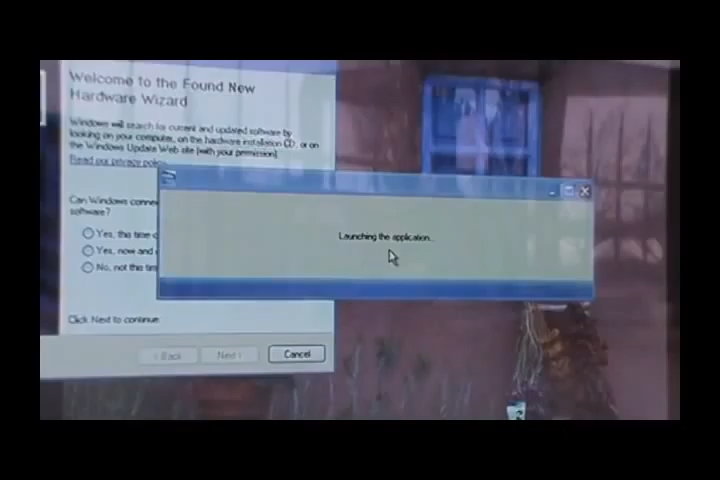 Welcome to the Found New
Hardware Wizard
Windows will search for current and updated software by
looking on your computer, on the hardware installation CD, or on
the Windows Update Web site (with your permission).
Read our privacy policy
Can Windows connec
software?
Yes, this time o
Yes, now and e
No, not this tim
Launching the application...
Click Next to continue
< Back
Next >
Cancel